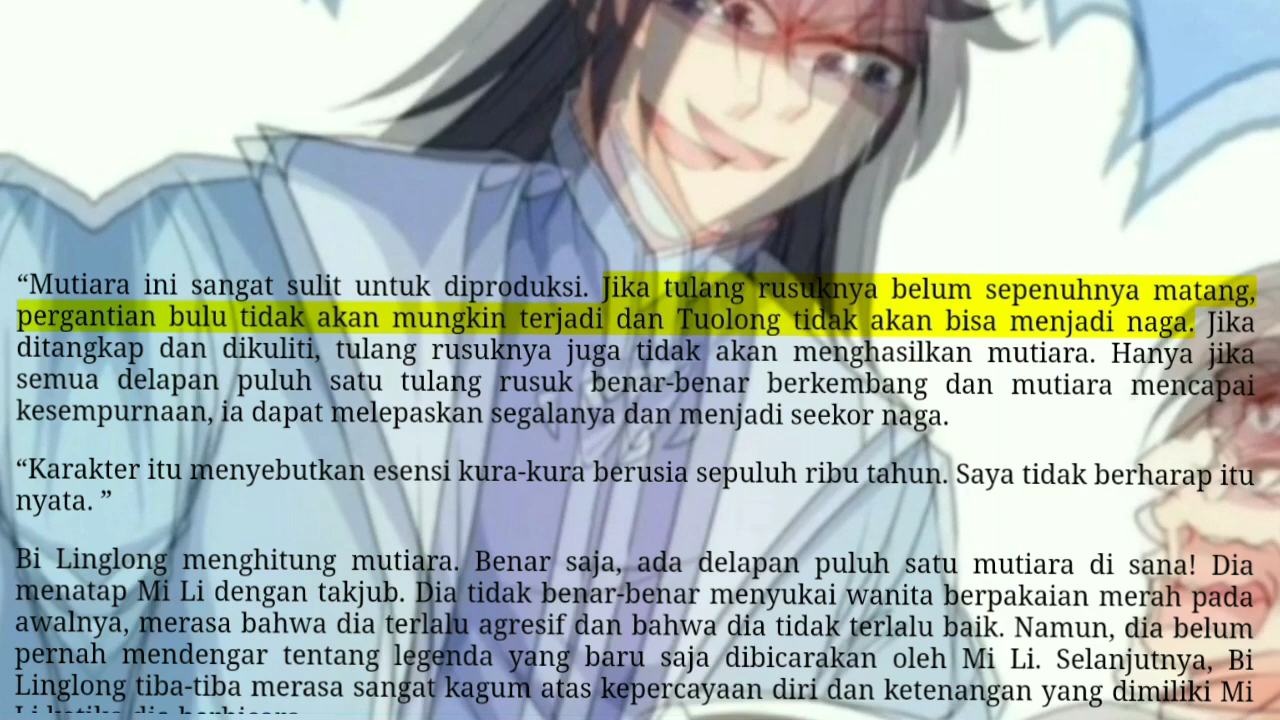 “Mutiara ini sangat sulit untuk diproduksi. Jika tulang rusuknya belum sepenuhnya matang,
pergantian bulu tidak akan mungkin terjadi dan Tuolong tidak akan bisa menjadi naga. Jika
ditangkap dan dikuliti, tulang rusuknya juga tidak akan menghasilkan mutiara. Hanya jika
semua delapan puluh satu tulang rusuk benar-benar berkembang dan mutiara mencapai
kesempurnaan, ia dapat melepaskan segalanya dan menjadi seekor naga.
“Karakter itu menyebutkan esensi kura-kura berusia sepuluh ribu tahun. Saya tidak berharap itu
nyata. ”
Bi Linglong menghitung mutiara. Benar saja, ada delapan puluh satu mutiara di sana! Dia
menatap Mi Li dengan takjub. Dia tidak benar-benar menyukai wanita berpakaian merah pada
awalnya, merasa bahwa dia terlalu agresif dan bahwa dia tidak terlalu baik. Namun, dia belum
pernah mendengar tentang legenda yang baru saja dibicarakan oleh Mi Li. Selanjutnya, Bi
Linglong tiba-tiba merasa sangat kagum atas kepercayaan diri dan ketenangan yang dimiliki Mi
Li ketika dia berbicara.